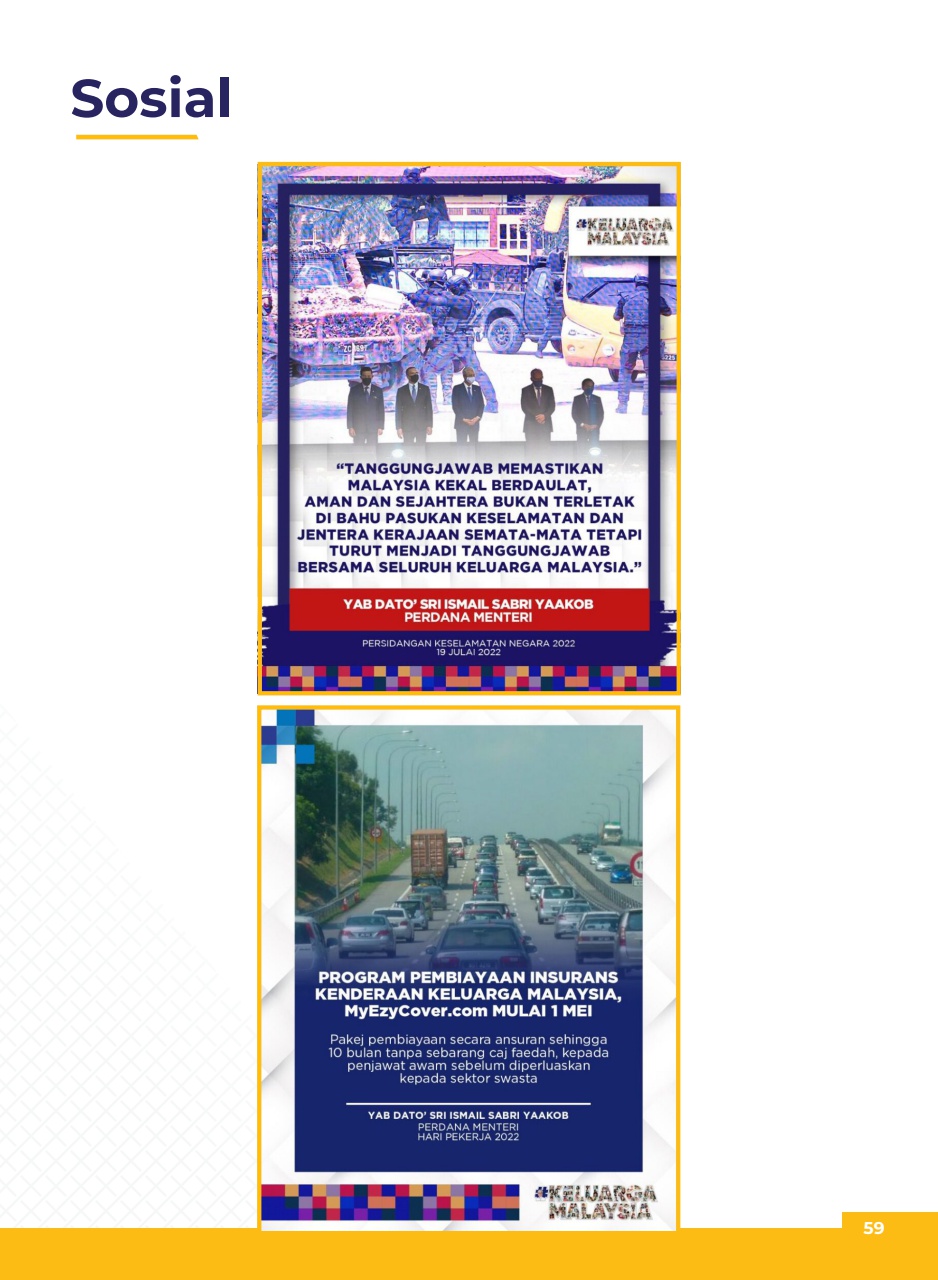 Sosial
#KELUARGA
MALAYSIA
“TANGGUNGJAWAB MEMASTIKAN
MALAYSIA KEKAL BERDAULAT,
AMAN DAN SEJAHTERA BUKAN TERLETAK
DI BAHU PASUKAN KESELAMATAN DAN
JENTERA KERAJAAN SEMATA-MATA TETAPI
TURUT MENJADI TANGGUNGJAWAB
BERSAMA SELURUH KELUARGA MALAYSIA.”
YAB DATO’ SRI ISMAIL SABRI YAAKOB
PERDANA MENTERI
PERSIDANGAN KESELAMATAN NEGARA 2022
19 JULAI 2022
PROGRAM PEMBIAYAAN INSURANS
KENDERAAN KELUARGA MALAYSIA,
MyEzyCover.com MULAI 1 MEI
Pakej pembiayaan secara ansuran sehingga
10 bulan tanpa sebarang caj faedah, kepada
penjawat awam sebelum diperluaskan
kepada sektor swasta
YAB DATO’ SRI ISMAIL SABRI YAAKOB
PERDANA MENTERI
HARI PEKERJA 2022
#KELUARGA
MALAYSIA
59